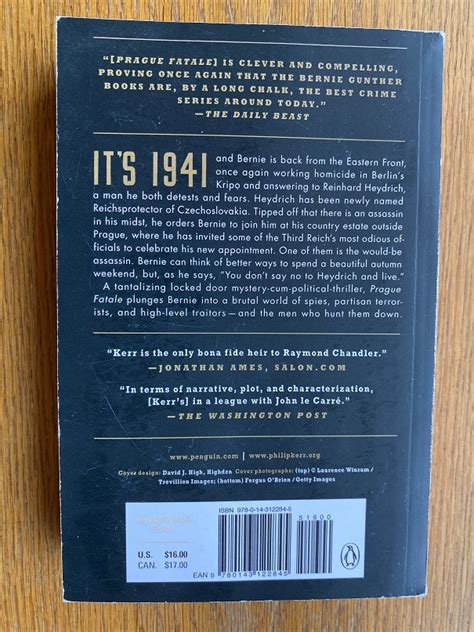 “[PRAGUE FATALE] IS CLEVER AND COMPELLING,
PROVING ONCE AGAIN THAT THE BERNIE GUNTHER
BOOKS ARE, BY A LONG CHALK, THE BEST CRIME
SERIES AROUND TODAY.”
—THE DAILY BEAST
IT'S 1941 and Bernie is back from the Eastern Front,
once again working homicide in Berlin's
Kripo and answering to Reinhard Heydrich,
a man he both detests and fears. Heydrich has been newly named
Reichsprotector of Czechoslovakia. Tipped off that there is an assassin
in his midst, he orders Bernie to join him at his country estate outside
Prague, where he has invited some of the Third Reich's most odious of-
ficials to celebrate his new appointment. One of them is the would-be
assassin. Bernie can think of better ways to spend a beautiful autumn
weekend, but, as he says, “You don't say no to Heydrich and live.”
A tantalizing locked door mystery-cum-political-thriller, Prague
Fatale plunges Bernie into a brutal world of spies, partisan terror-
ists, and high-level traitors—and the men who hunt them down.
“Kerr is the only bona fide heir to Raymond Chandler.”
—JONATHAN AMES, SALON.COM
“In terms of narrative, plot, and characterization,
[Kerr's] in a league with John le Carré.”
—THE WASHINGTON POST
www.penguin.com | www.philipkerr.org
Cover design: David J. High, Highdzn Cover photographs: (top) © Laurence Winram /
Trevillion Images; (bottom) Fergus O'Brien / Getty Images
U.S. $16.00
CAN. $17.00
ISBN 978-0-14-312284-5
51600
EAN 9 780143 122845